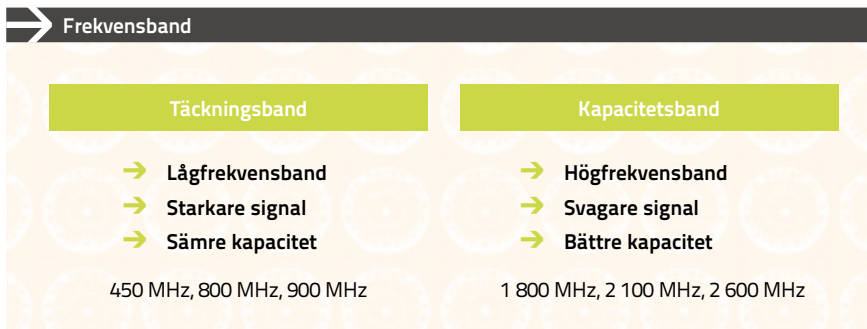 Frekvensband
Täckningsband
➔ Lågfrekvensband
➔ Starkare signal
➔ Sämre kapacitet
450 MHz, 800 MHz, 900 MHz
Kapacitetsband
➔ Högfrekvensband
➔ Svagare signal
➔ Bättre kapacitet
1 800 MHz, 2 100 MHz, 2 600 MHz